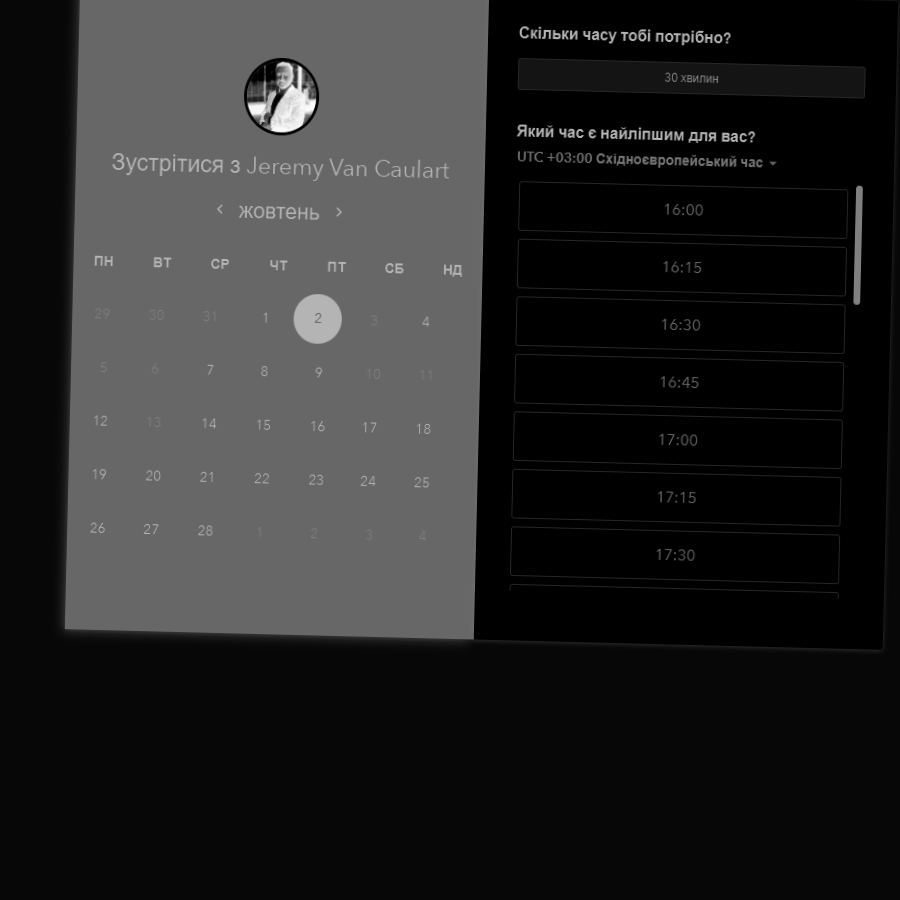 Зустрітися з Jeremy Van Caulart
жовтень
ПН ВТ СР ЧТ ПТ СБ НД
29 30 31 1 2 3 4
5 6 7 8 9 10 11
12 13 14 15 16 17 18
19 20 21 22 23 24 25
26 27 28 1 2 3 4
Скільки часу тобі потрібно?
30 хвилин
Який час є найліпшим для вас?
UTC +03:00 Східноєвропейський час
16:00
16:15
16:30
16:45
17:00
17:15
17:30